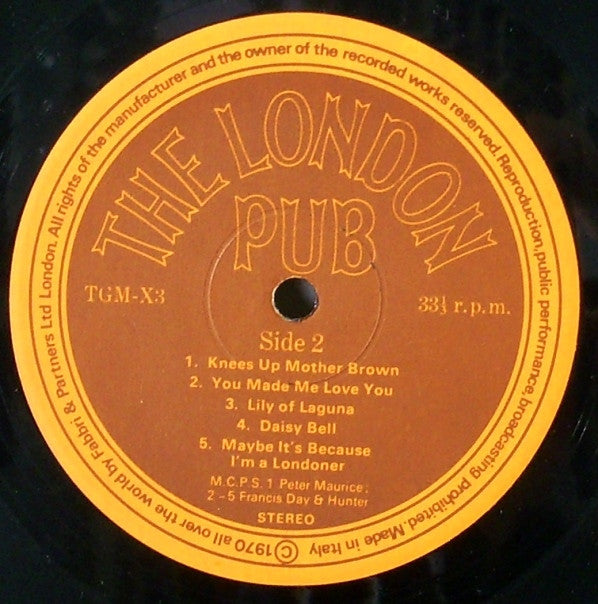 THE LONDON
PUB
TGM-X3
33⅓ r.p.m.
Side 2
1. Knees Up Mother Brown
2. You Made Me Love You
3. Lily of Laguna
4. Daisy Bell
5. Maybe It's Because
I'm a Londoner
M.C.P.S. 1 Peter Maurice;
2-5 Francis Day & Hunter
STEREO
©1970 all over the world by Fabbri & Partners Ltd London. All rights of the manufacturer and the owner of the recorded works reserved. Reproduction, public performance, broadcasting prohibited. Made in Italy